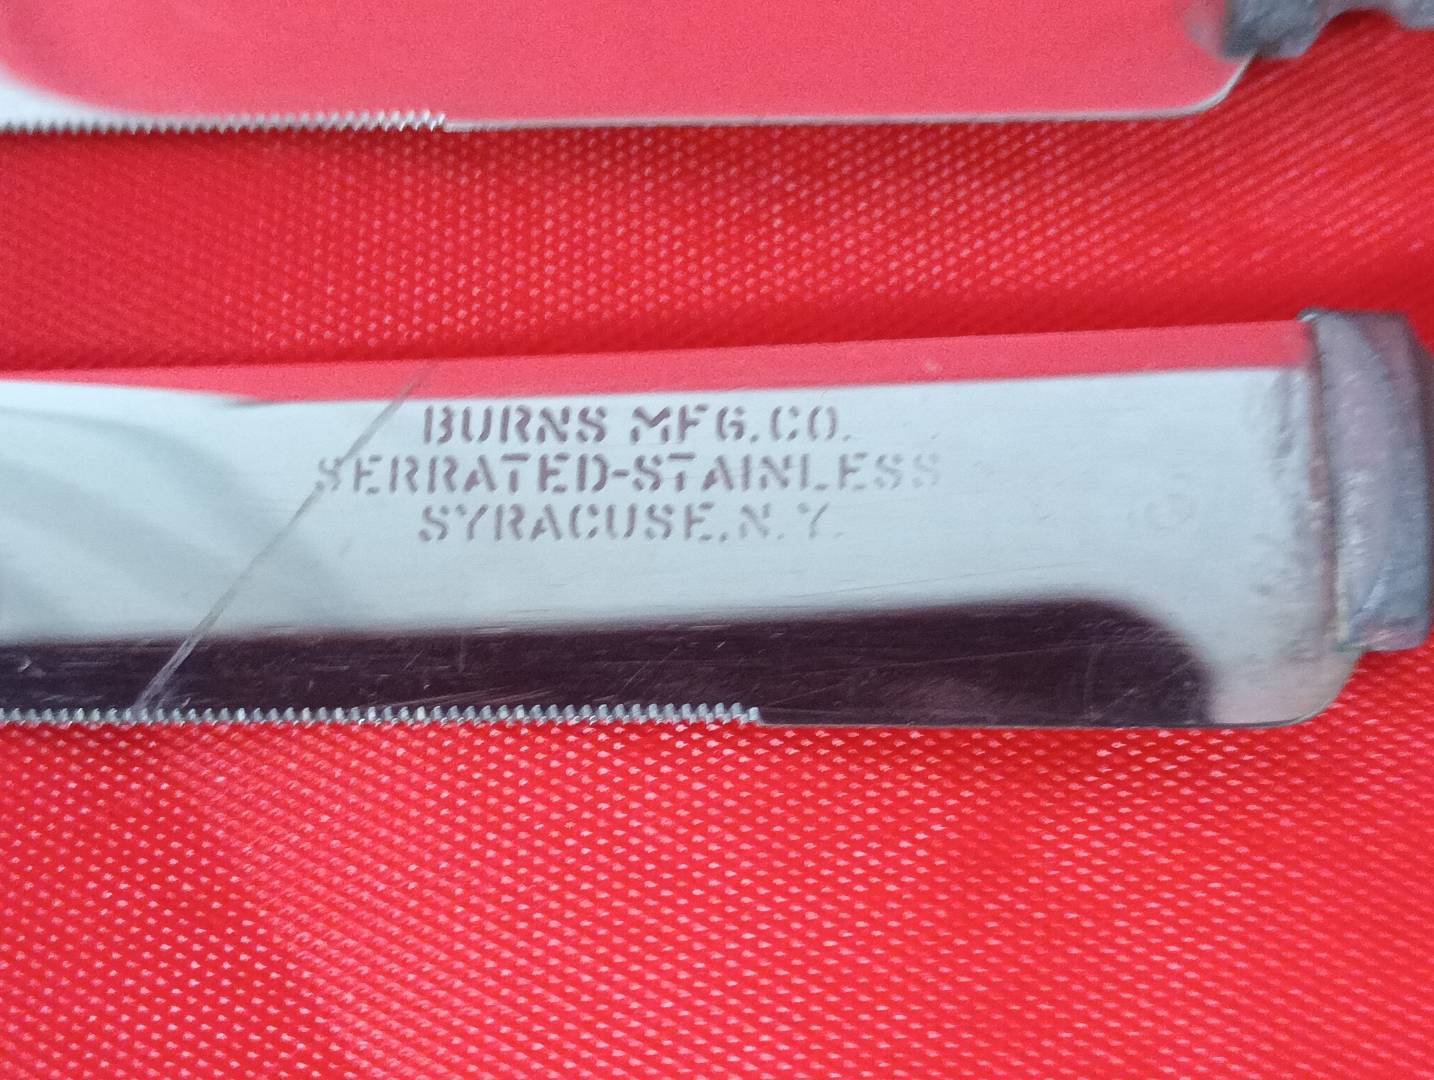 BURNS MFG.CO.
SERRATED-STAINLESS
SYRACUSE,N.Y.